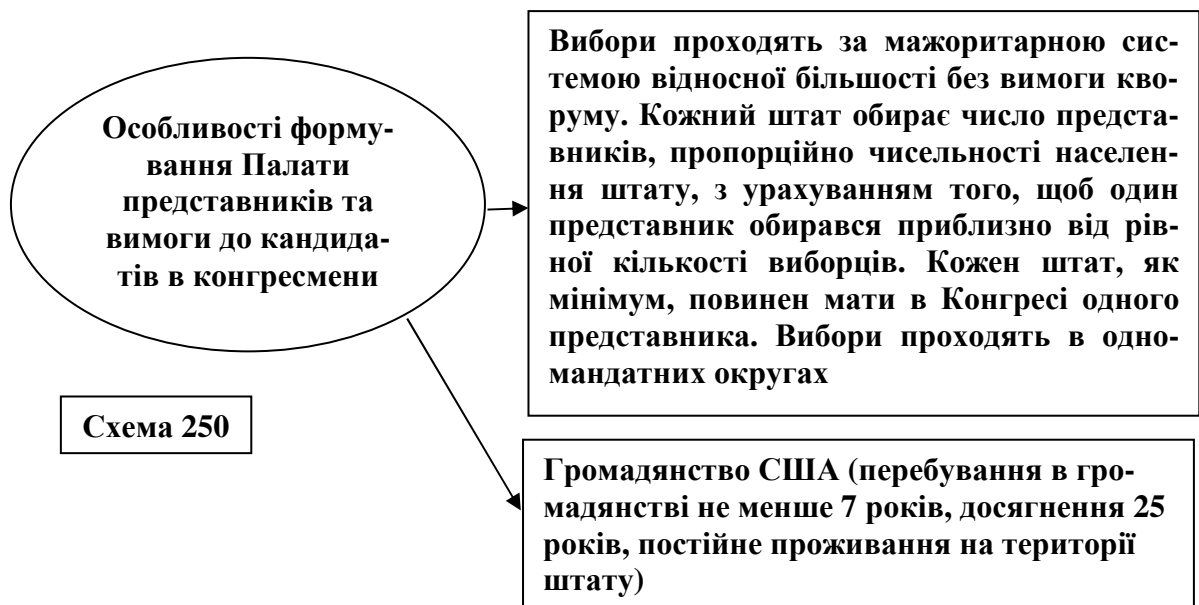 Особливості форму-
вання Палати
представників та
вимоги до кандида-
тів в конгресмени
Вибори проходять за мажоритарною сис-
темою відносної більшості без вимоги кво-
руму. Кожний штат обирає число предста-
вників, пропорційно чисельності населен-
ня штату, з урахуванням того, щоб один
представник обирався приблизно від рів-
ної кількості виборців. Кожен штат, як
мінімум, повинен мати в Конгресі одного
представника. Вибори проходять в одно-
мандатних округах
Схема 250
Громадянство США (перебування в гро-
мадянстві не менше 7 років, досягнення 25
років, постійне проживання на території
штату)